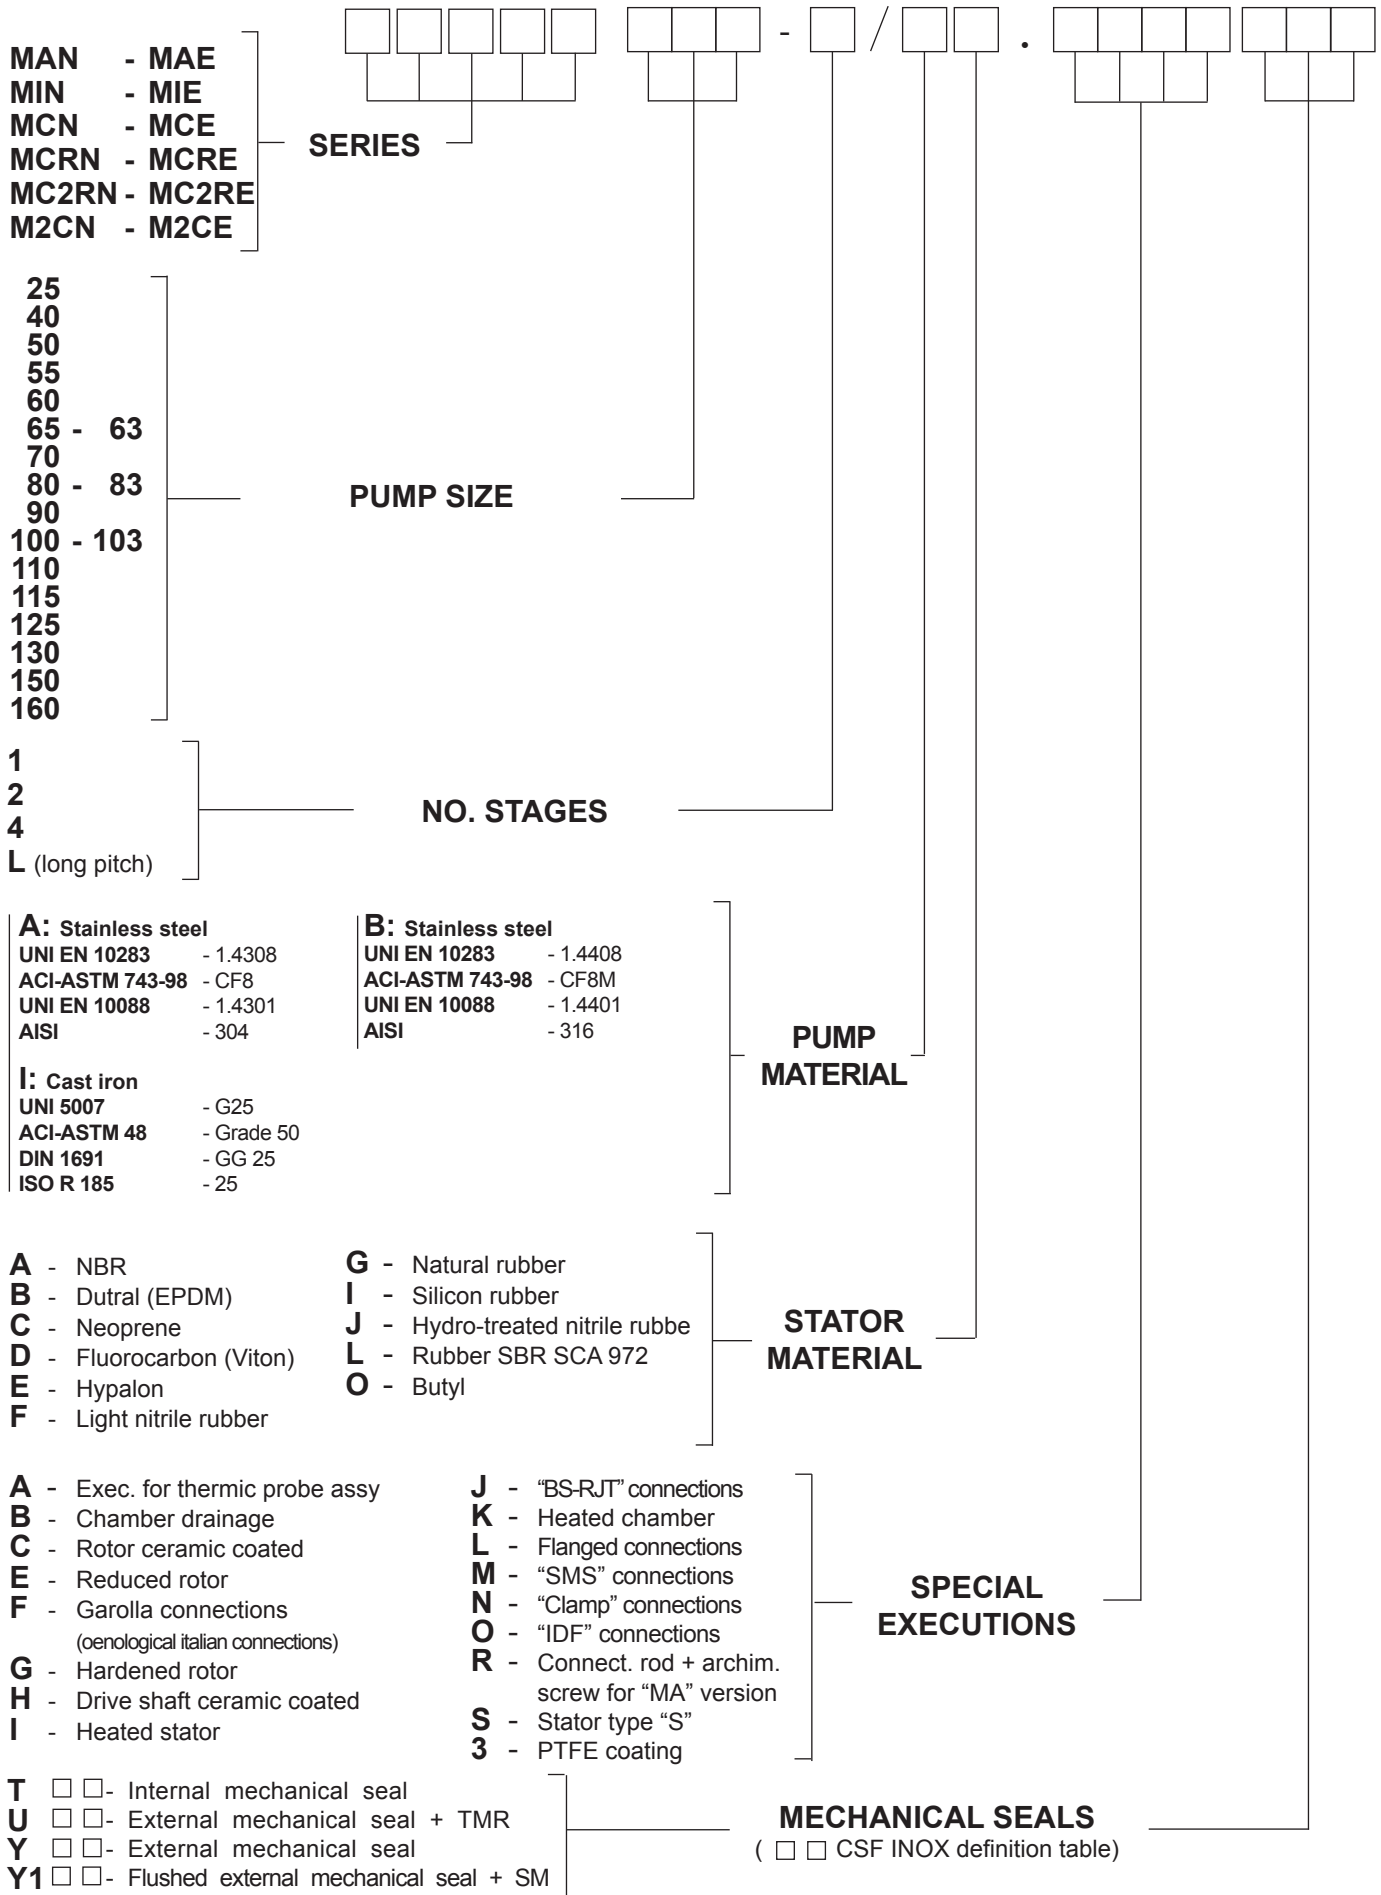 - / .
MAN - MAE
MIN - MIE
MCN - MCE
MCRN - MCRE
MC2RN - MC2RE
M2CN - M2CE
SERIES
25
40
50
55
60
65 - 63
70
80 - 83
90
100 - 103
110
115
125
130
150
160
PUMP SIZE
1
2
4
L (long pitch)
NO. STAGES
A: Stainless steel
UNI EN 10283 - 1.4308
ACI-ASTM 743-98 - CF8
UNI EN 10088 - 1.4301
AISI - 304
B: Stainless steel
UNI EN 10283 - 1.4408
ACI-ASTM 743-98 - CF8M
UNI EN 10088 - 1.4401
AISI - 316
I: Cast iron
UNI 5007 - G25
ACI-ASTM 48 - Grade 50
DIN 1691 - GG 25
ISO R 185 - 25
PUMP
MATERIAL
A - NBR
B - Dutral (EPDM)
C - Neoprene
D - Fluorocarbon (Viton)
E - Hypalon
F - Light nitrile rubber
G - Natural rubber
I - Silicon rubber
J - Hydro-treated nitrile rubbe
L - Rubber SBR SCA 972
O - Butyl
STATOR
MATERIAL
A - Exec. for thermic probe assy
B - Chamber drainage
C - Rotor ceramic coated
E - Reduced rotor
F - Garolla connections
(oenological italian connections)
G - Hardened rotor
H - Drive shaft ceramic coated
I - Heated stator
J - “BS-RJT” connections
K - Heated chamber
L - Flanged connections
M - “SMS” connections
N - “Clamp” connections
O - “IDF” connections
R - Connect. rod + archim.
screw for “MA” version
S - Stator type “S”
3 - PTFE coating
SPECIAL
EXECUTIONS
T □ □- Internal mechanical seal
U □ □- External mechanical seal + TMR
Y □ □- External mechanical seal
Y1 □ □- Flushed external mechanical seal + SM
MECHANICAL SEALS
( □ □ CSF INOX definition table)